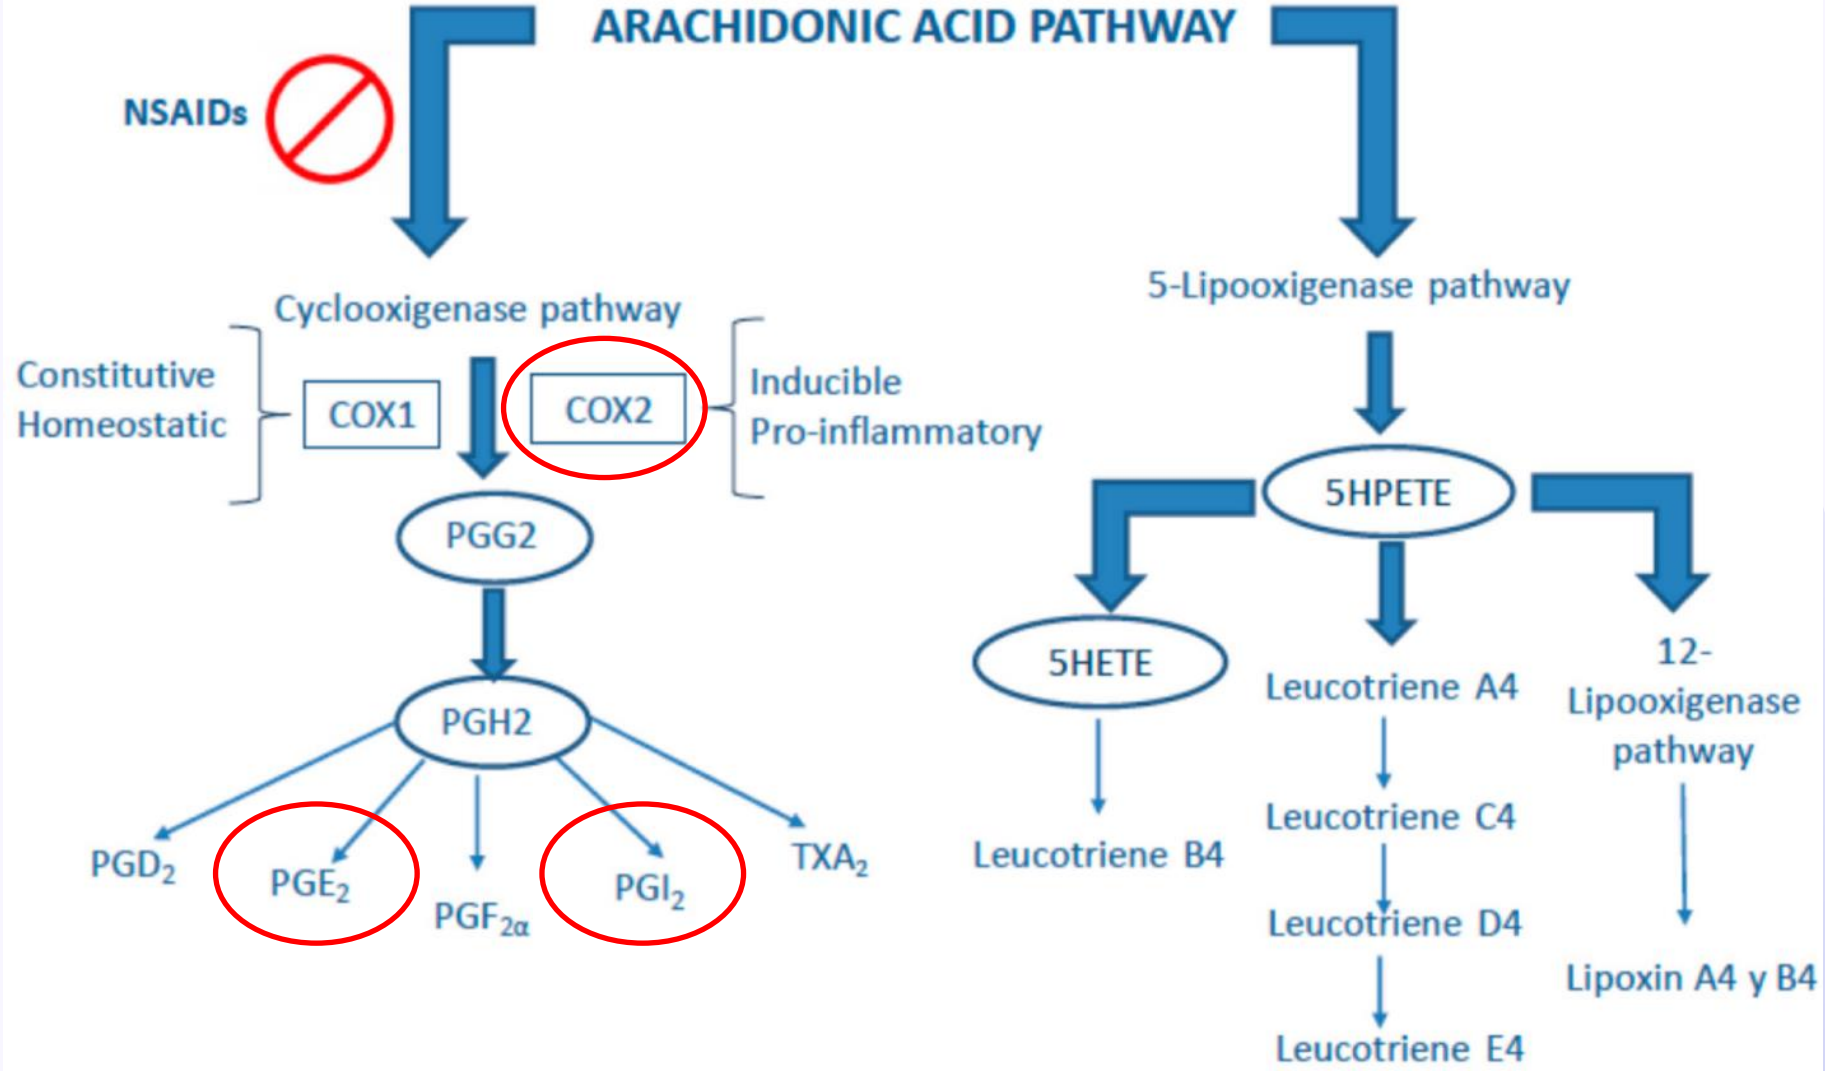 ARACHIDONIC ACID PATHWAY
NSAIDs
Cyclooxigenase pathway
Constitutive
Homeostatic
COX1
COX2
Inducible
Pro-inflammatory
PGG2
PGH2
PGD₂
PGE₂
PGF₂α
PGI₂
TXA₂
5-Lipooxigenase pathway
5HPETE
5HETE
Leucotriene B4
Leucotriene A4
Leucotriene C4
Leucotriene D4
Leucotriene E4
12-
Lipooxigenase
pathway
Lipoxin A4 y B4